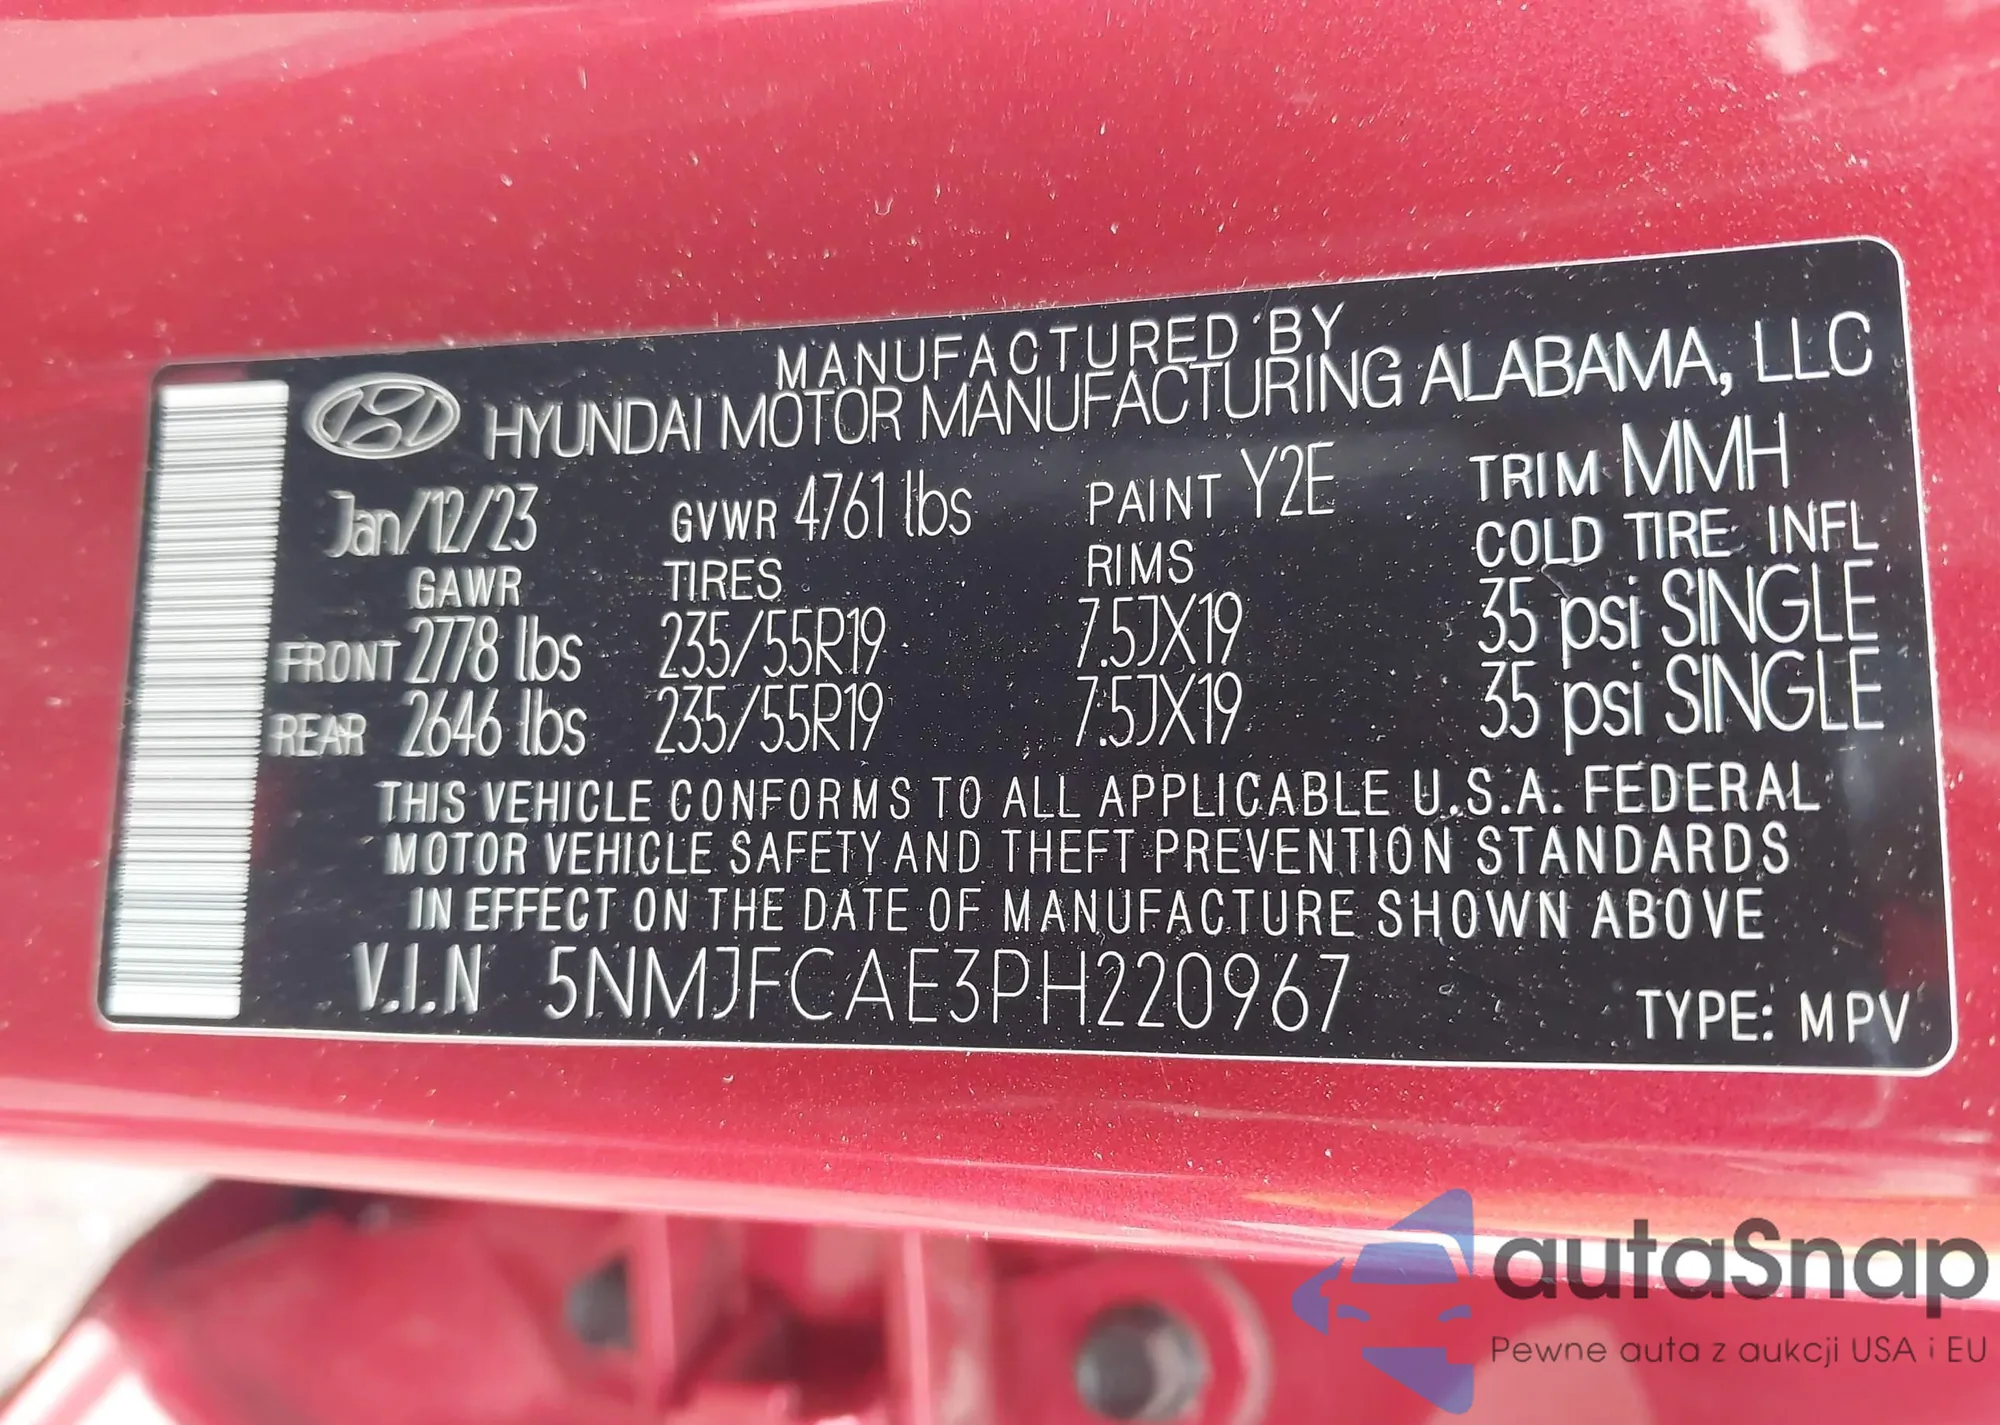 MANUFACTURED BY
HYUNDAI MOTOR MANUFACTURING ALABAMA, LLC
Jan/12/23 GVWR 4761 lbs PAINT Y2E TRIM MMH
GAWR TIRES RIMS COLD TIRE INFL
FRONT 2778 lbs 235/55R19 7.5JX19 35 psi SINGLE
REAR 2646 lbs 235/55R19 7.5JX19 35 psi SINGLE
THIS VEHICLE CONFORMS TO ALL APPLICABLE U.S.A. FEDERAL
MOTOR VEHICLE SAFETY AND THEFT PREVENTION STANDARDS
IN EFFECT ON THE DATE OF MANUFACTURE SHOWN ABOVE
V.I.N 5NMJFCAE3PH220967 TYPE: MPV
autaSnap
Pewne auta z aukcji USA i EU